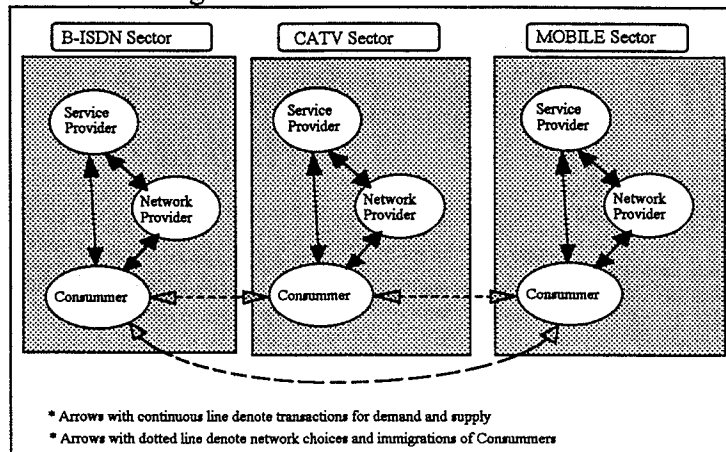 B-ISDN Sector
CATV Sector
MOBILE Sector
Service
Provider
Network
Provider
Consummer
Service
Provider
Network
Provider
Consummer
Service
Provider
Network
Provider
Consummer
* Arrows with continuous line denote transactions for demand and supply
* Arrows with dotted line denote network choices and immigrations of Consummers